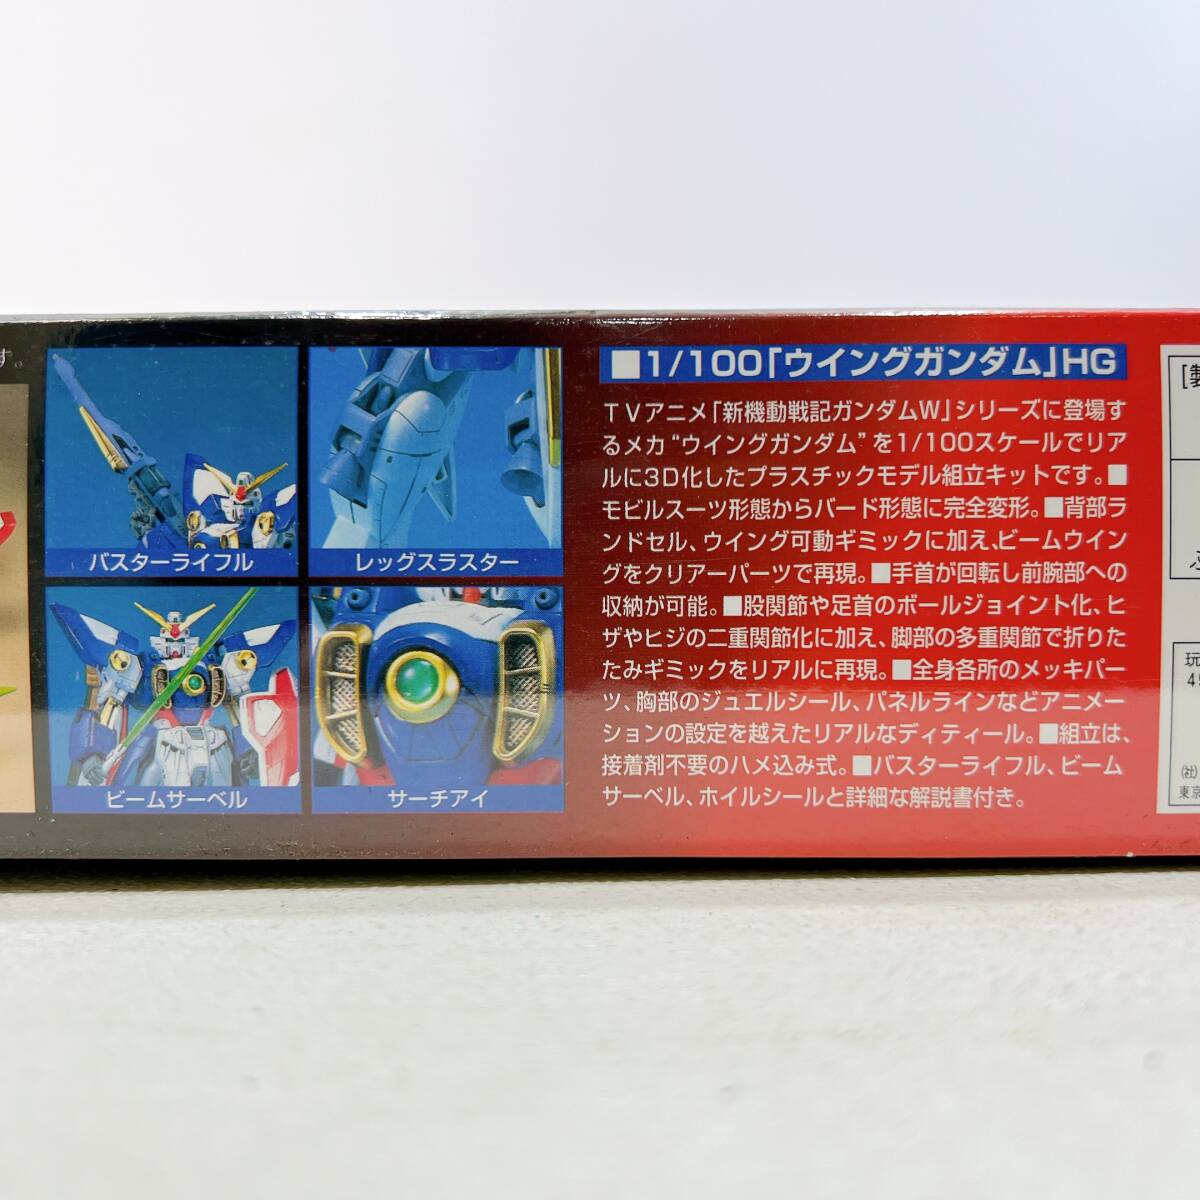 す。
バスターライフル
レッグスラスター
ビームサーベル
サーチアイ
■1/100「ウイングガンダム」HG
TVアニメ「新機動戦記ガンダムW」シリーズに登場す
るメカ“ウイングガンダム”を1/100スケールでリア
ルに3D化したプラスチックモデル組立キットです。■
モビルスーツ形態からバード形態に完全変形。■背部ラ
ンドセル、ウイング可動ギミックに加え、ビームウイン
グをクリアーパーツで再現。■手首が回転し前腕部への
収納が可能。■股関節や足首のボールジョイント化、ヒ
ザやヒジの二重関節化に加え、脚部の多重関節で折りた
たみギミックをリアルに再現。■全身各所のメッキパー
ツ、胸部のジュエルシール、パネルラインなどアニメー
ションの設定を越えたリアルなディティール。■組立は、
接着剤不要のハメ込み式。■バスターライフル、ビーム
サーベル、ホイルシールと詳細な解説書付き。
[製
玩
49
(社)
東京